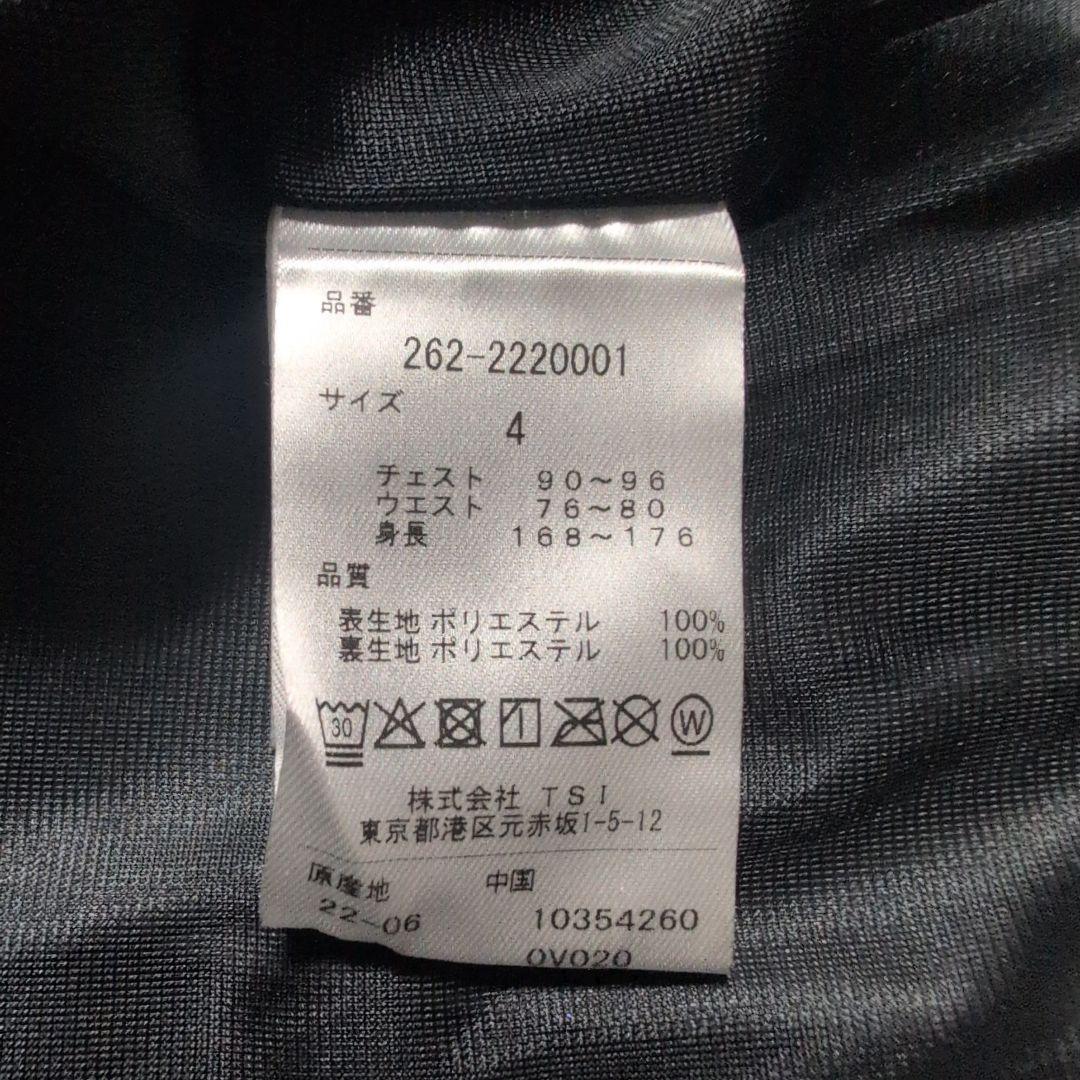 品番
262-2220001
サイズ
4
チェスト 90～96
ウエスト 76～80
身長 168～176
品質
表生地 ポリエステル 100%
裏生地 ポリエステル 100%
30 W
株式会社 TSI
東京都港区元赤坂1-5-12
原産地 中国
22-06 10354260
0V020